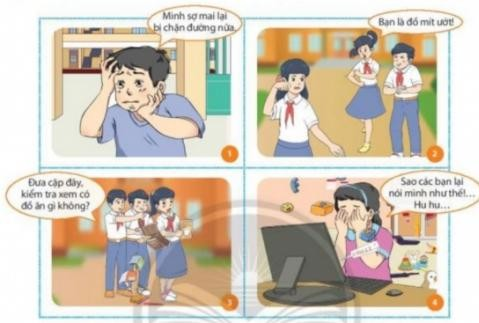 Mình sợ mai lại
bị chặn đường nữa.
1
Bạn là đồ mít ướt!
2
Đưa cặp đây,
kiểm tra xem có
đồ ăn gì không?
3
Sao các bạn lại
nói mình như thế!...
Hu hu...
4